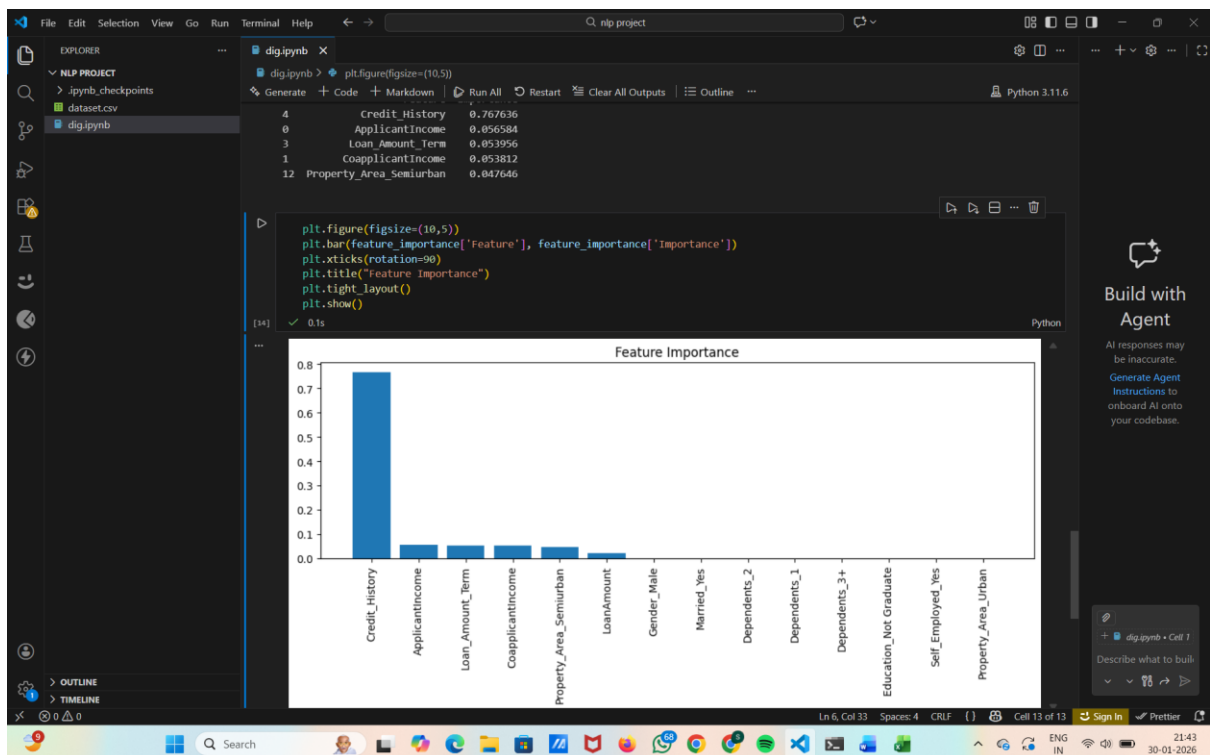 File Edit Selection View Go Run Terminal Help
nlp project
EXPLORER
NLP PROJECT
.ipynb_checkpoints
dataset.csv
dig.ipynb
OUTLINE
TIMELINE
dig.ipynb
dig.ipynb > plt.figure(figsize=(10,5))
Generate + Code + Markdown Run All Restart Clear All Outputs Outline ... Python 3.11.6
4 Credit_History 0.767636
0 ApplicantIncome 0.056584
3 Loan_Amount_Term 0.053956
1 CoapplicantIncome 0.053812
12 Property_Area_Semiurban 0.047646
plt.figure(figsize=(10,5))
plt.bar(feature_importance['Feature'], feature_importance['Importance'])
plt.xticks(rotation=90)
plt.title("Feature Importance")
plt.tight_layout()
plt.show()
[14] 0.1s Python
Feature Importance
0.8
0.7
0.6
0.5
0.4
0.3
0.2
0.1
0.0
Credit_History
ApplicantIncome
Loan_Amount_Term
CoapplicantIncome
Property_Area_Semiurban
LoanAmount
Gender_Male
Married_Yes
Dependents_2
Dependents_1
Dependents_3+
Education_Not Graduate
Self_Employed_Yes
Property_Area_Urban
Build with
Agent
AI responses may
be inaccurate.
Generate Agent
Instructions to
onboard AI onto
your codebase.
+ dig.ipynb • Cell 1
Describe what to buil
0 0 Ln 6, Col 33 Spaces: 4 CRLF { } Cell 13 of 13 Sign In Prettier
9 Search 68 ENG
IN
21:43
30-01-2026